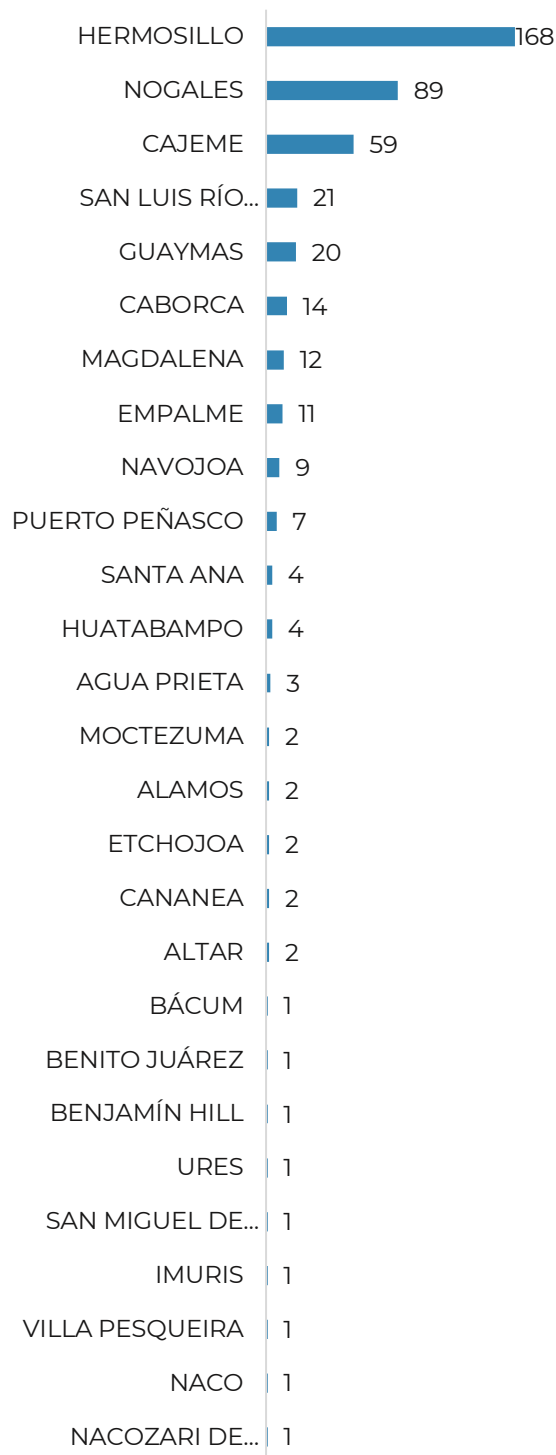 HERMOSILLO 168
NOGALES 89
CAJEME 59
SAN LUIS RÍO... 21
GUAYMAS 20
CABORCA 14
MAGDALENA 12
EMPALME 11
NAVOJOA 9
PUERTO PEÑASCO 7
SANTA ANA 4
HUATABAMPO 4
AGUA PRIETA 3
MOCTEZUMA 2
ALAMOS 2
ETCHOJOA 2
CANANEA 2
ALTAR 2
BÁCUM 1
BENITO JUÁREZ 1
BENJAMÍN HILL 1
URES 1
SAN MIGUEL DE... 1
IMURIS 1
VILLA PESQUEIRA 1
NACO 1
NACOZARI DE... 1